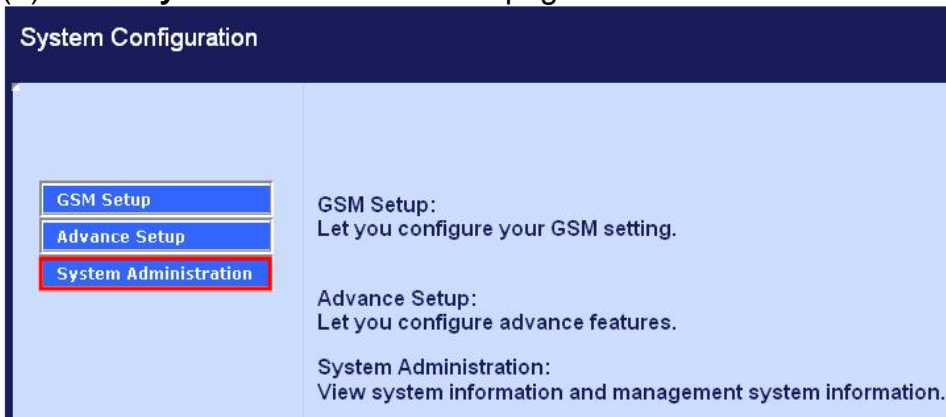 System Configuration
GSM Setup
Advance Setup
System Administration
GSM Setup:
Let you configure your GSM setting.
Advance Setup:
Let you configure advance features.
System Administration:
View system information and management system information.